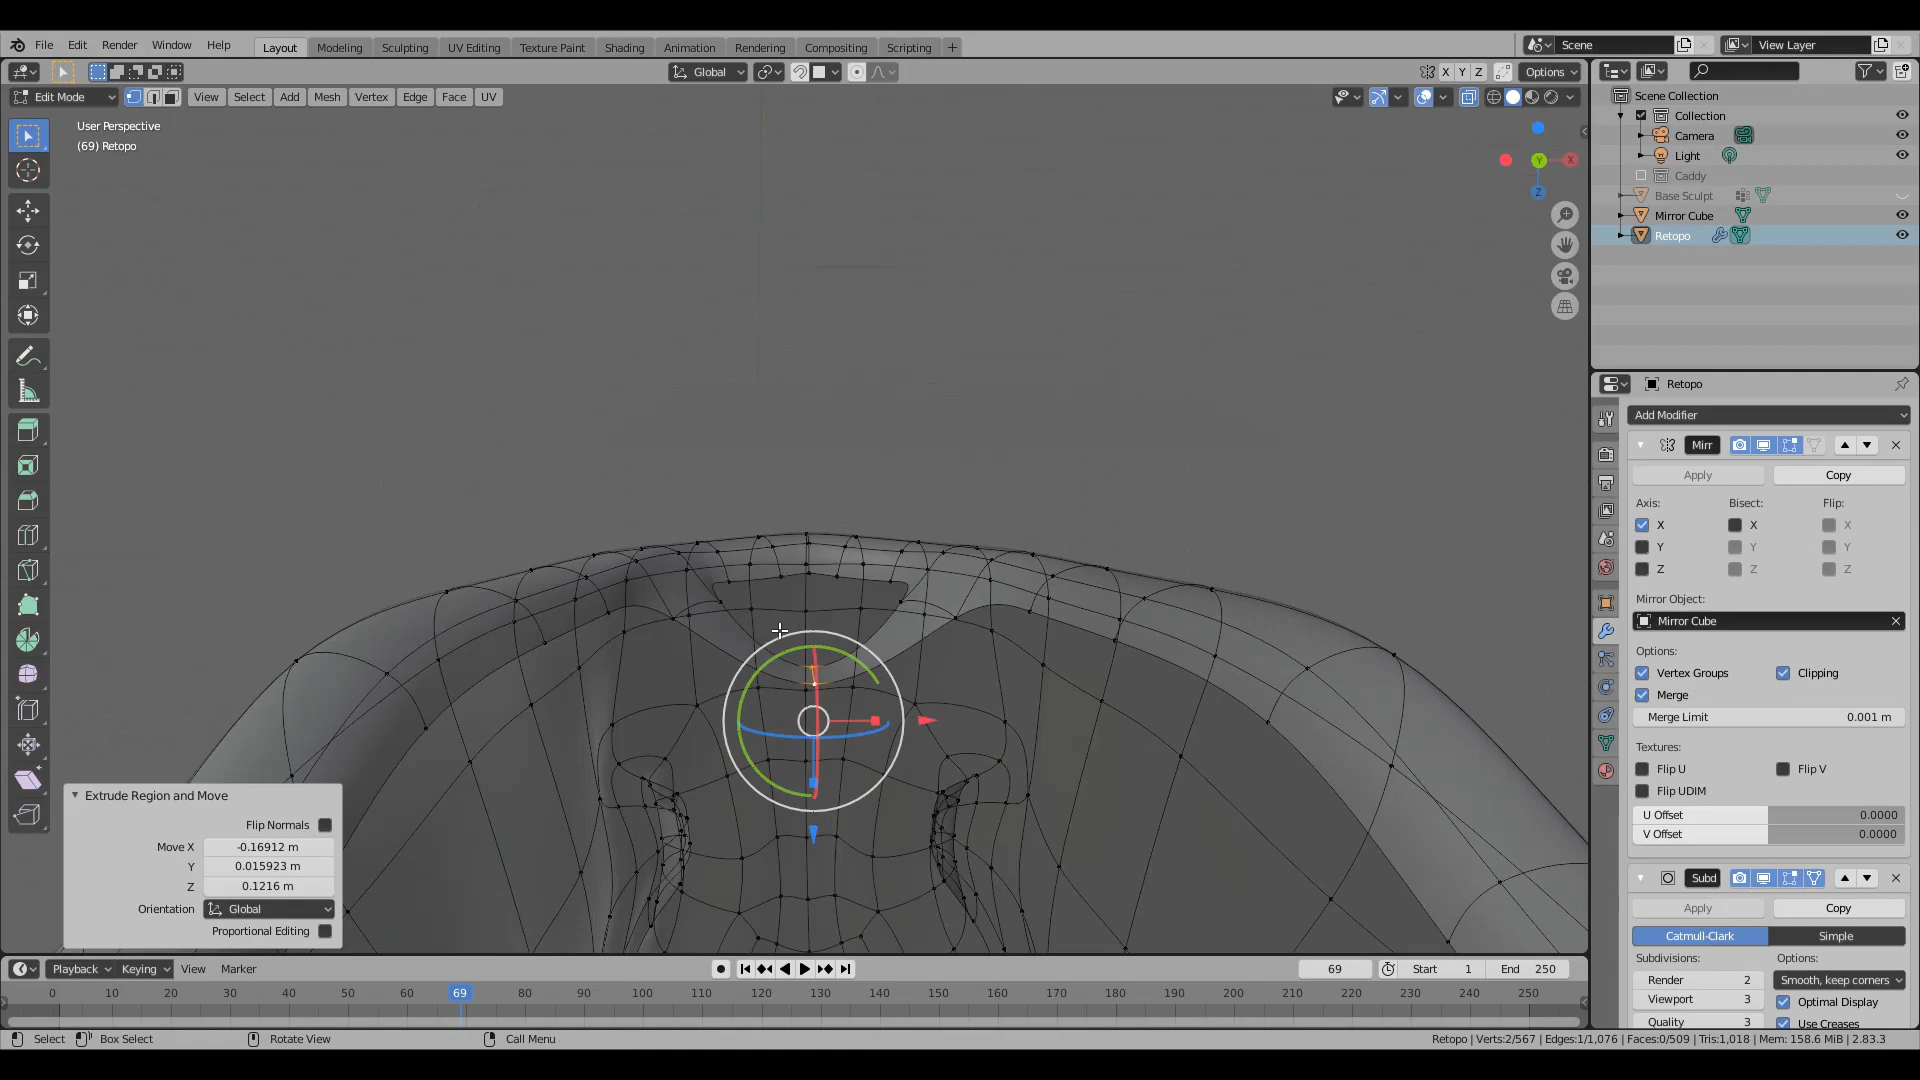 File Edit Render Window Help Layout Modeling Sculpting UV Editing Texture Paint Shading Animation Rendering Compositing Scripting + Scene View Layer
Global X Y Z Options
Edit Mode View Select Add Mesh Vertex Edge Face UV
User Perspective
(69) Retopo
Y X
Z
Scene Collection
Collection
Camera
Light
Caddy
Base Sculpt
Mirror Cube
Retopo
Retopo
Add Modifier
Mirr
Apply Copy
Axis: Bisect: Flip:
X X X
Y Y Y
Z Z Z
Mirror Object:
Mirror Cube
Options:
Vertex Groups Clipping
Merge
Merge Limit 0.001 m
Textures:
Flip U Flip V
Flip UDIM
U Offset 0.0000
V Offset 0.0000
Subd
Apply Copy
Catmull-Clark Simple
Subdivisions: Options:
Render 2 Smooth, keep corners
Viewport 3 Optimal Display
Quality 3 Use Creases
Extrude Region and Move
Flip Normals
Move X -0.16912 m
Y 0.015923 m
Z 0.1216 m
Orientation Global
Proportional Editing
Playback Keying View Marker 69 Start 1 End 250
0 10 20 30 40 50 60 69 80 90 100 110 120 130 140 150 160 170 180 190 200 210 220 230 240 250
Select Box Select Rotate View Call Menu Retopo | Verts:2/567 | Edges:1/1,076 | Faces:0/509 | Tris:1,018 | Mem: 158.6 MiB | 2.83.3